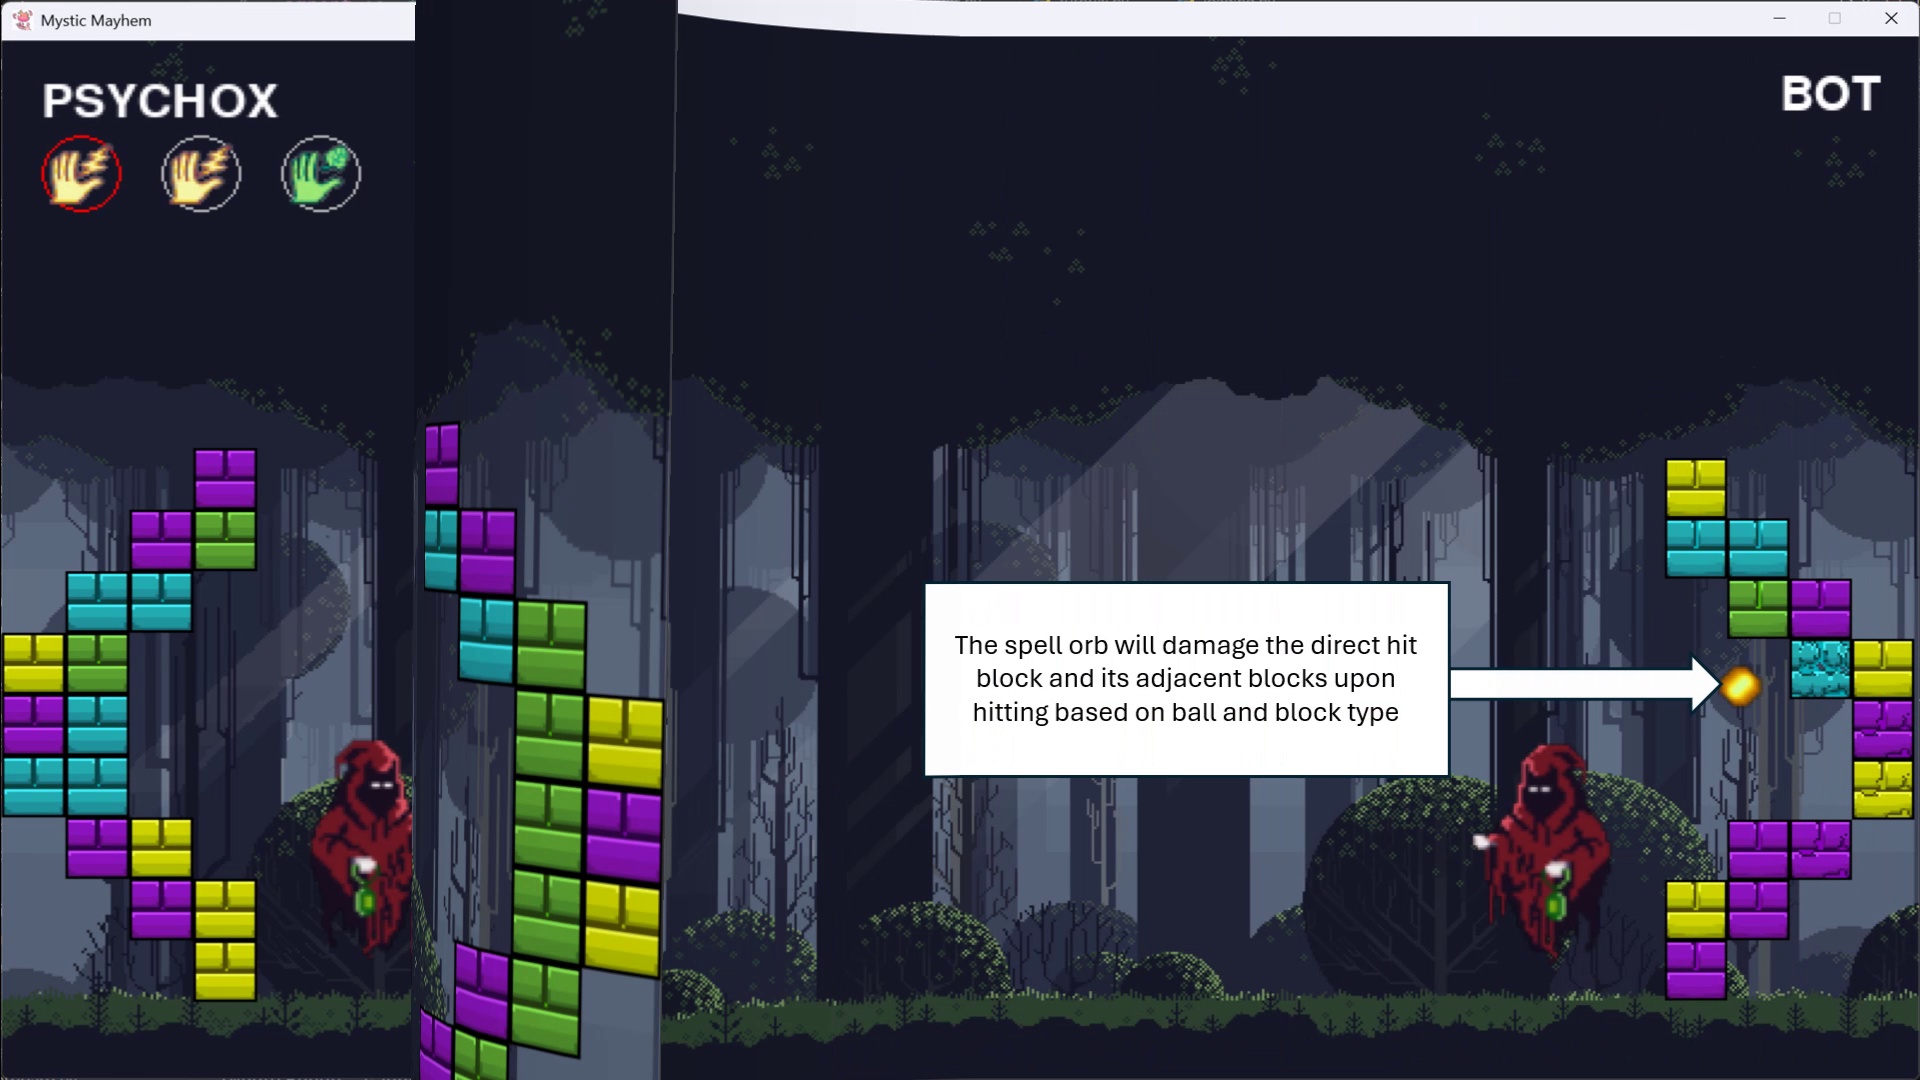 Mystic Mayhem
PSYCHOX
BOT
The spell orb will damage the direct hit
block and its adjacent blocks upon
hitting based on ball and block type